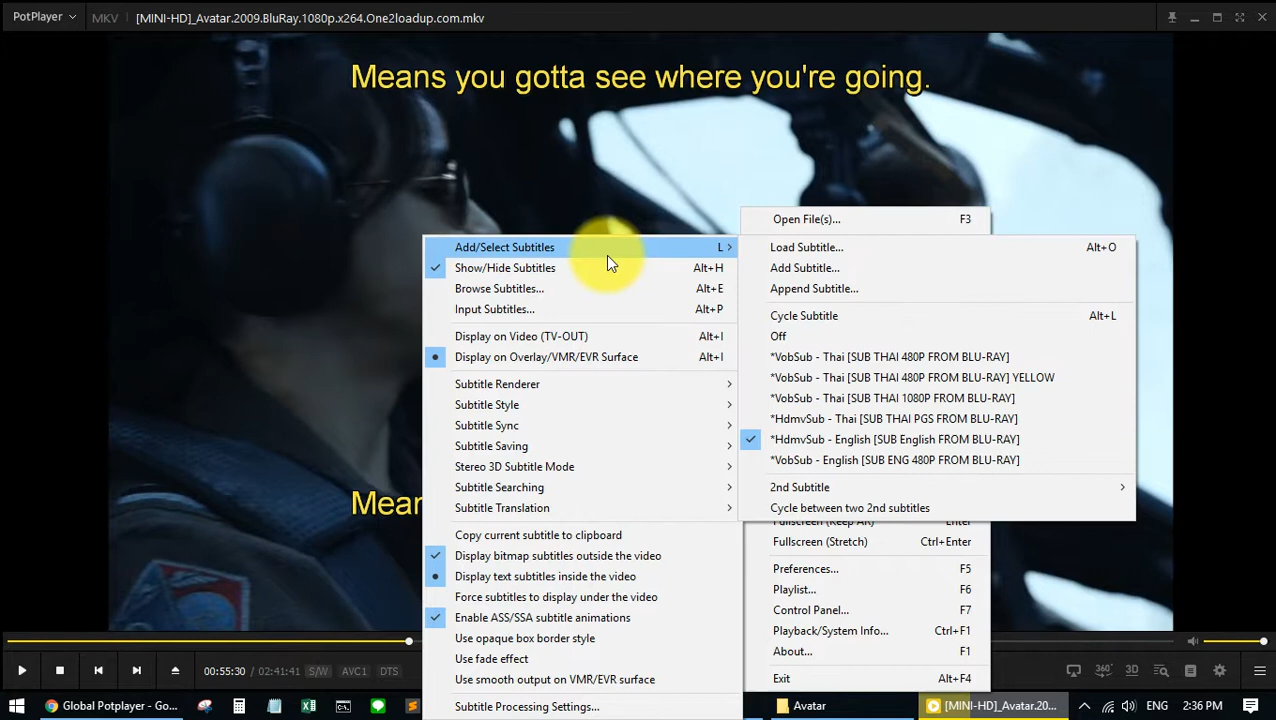 PotPlayer
MKV
[MINI-HD]_Avatar.2009.BluRay.1080p.x264.One2loadup.com.mkv
Means you gotta see where you're going.
Mean
Add/Select Subtitles L
Show/Hide Subtitles Alt+H
Browse Subtitles... Alt+E
Input Subtitles... Alt+P
Display on Video (TV-OUT) Alt+I
Display on Overlay/VMR/EVR Surface Alt+I
Subtitle Renderer
Subtitle Style
Subtitle Sync
Subtitle Saving
Stereo 3D Subtitle Mode
Subtitle Searching
Subtitle Translation
Copy current subtitle to clipboard
Display bitmap subtitles outside the video
Display text subtitles inside the video
Force subtitles to display under the video
Enable ASS/SSA subtitle animations
Use opaque box border style
Use fade effect
Use smooth output on VMR/EVR surface
Subtitle Processing Settings...
Open File(s)... F3
Load Subtitle... Alt+O
Add Subtitle...
Append Subtitle...
Cycle Subtitle Alt+L
Off
*VobSub - Thai [SUB THAI 480P FROM BLU-RAY]
*VobSub - Thai [SUB THAI 480P FROM BLU-RAY] YELLOW
*VobSub - Thai [SUB THAI 1080P FROM BLU-RAY]
*HdmvSub - Thai [SUB THAI PGS FROM BLU-RAY]
*HdmvSub - English [SUB English FROM BLU-RAY]
*VobSub - English [SUB ENG 480P FROM BLU-RAY]
2nd Subtitle
Cycle between two 2nd subtitles
Fullscreen (Keep AR) Enter
Fullscreen (Stretch) Ctrl+Enter
Preferences... F5
Playlist... F6
Control Panel... F7
Playback/System Info... Ctrl+F1
About... F1
Exit Alt+F4
00:55:30 / 02:41:41 S/W AVC1 DTS
360° 3D
Global Potplayer - Go...
Avatar
[MINI-HD]_Avatar.20...
ENG 2:36 PM